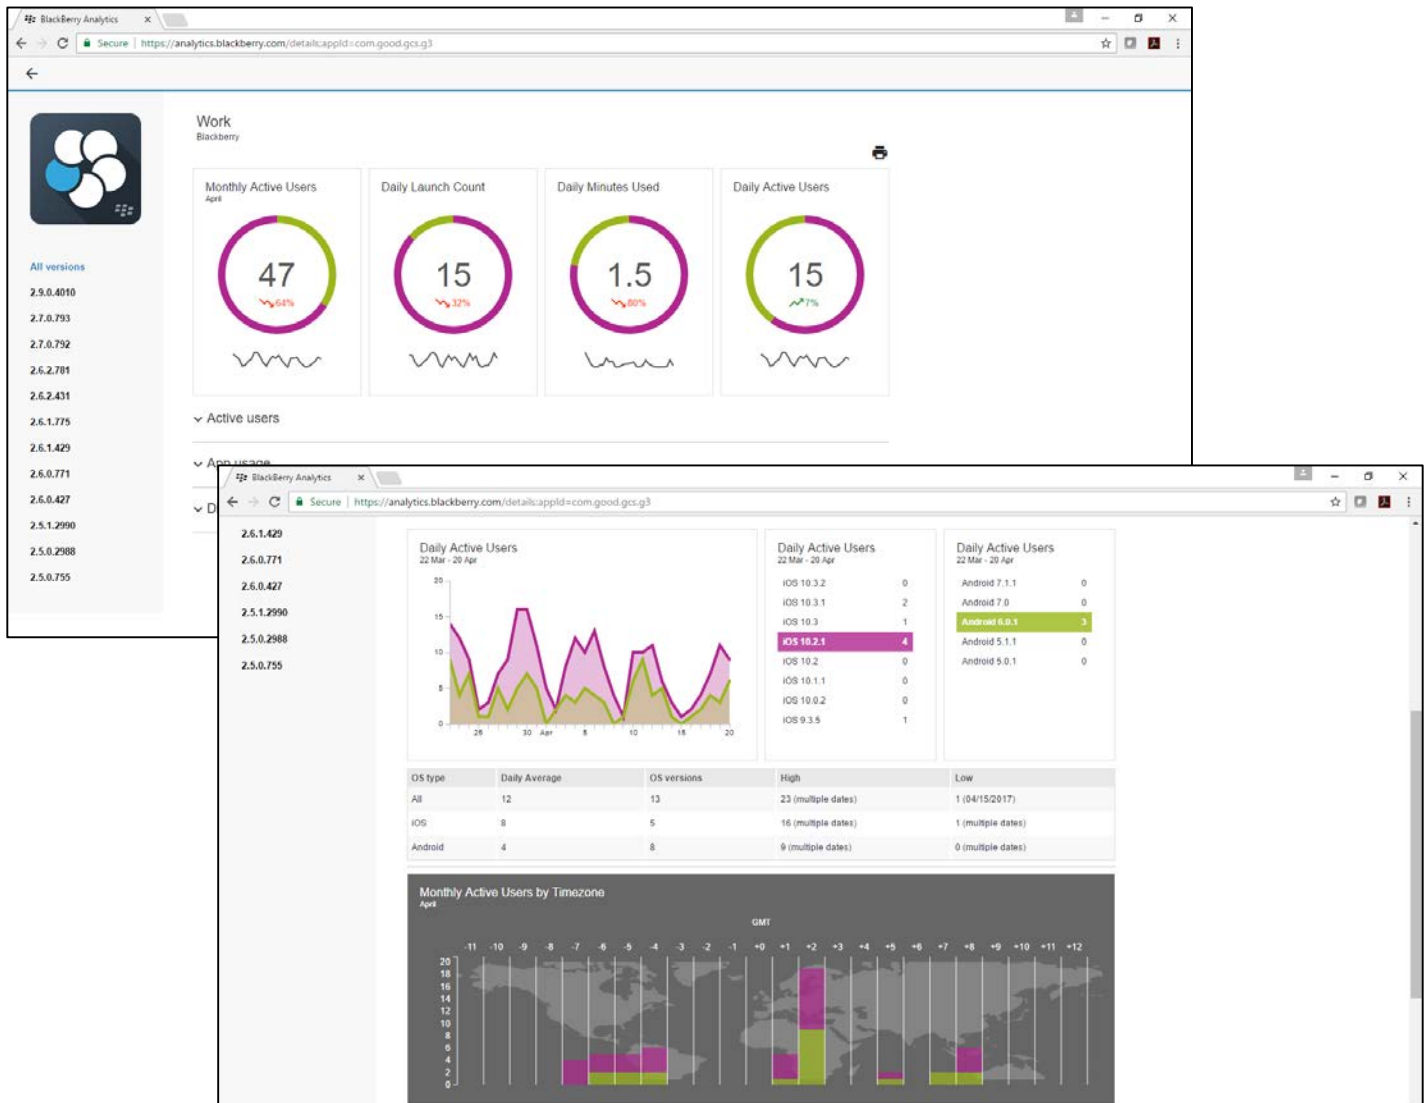 BlackBerry Analytics
Secure https://analytics.blackberry.com/details;appId=com.good.gcs.g3
Work
Blackberry
Monthly Active Users
April
47
64%
Daily Launch Count
15
32%
Daily Minutes Used
1.5
80%
Daily Active Users
15
7%
All versions
2.9.0.4010
2.7.0.793
2.7.0.792
2.6.2.781
2.6.2.431
2.6.1.775
2.6.1.429
2.6.0.771
2.6.0.427
2.5.1.2990
2.5.0.2988
2.5.0.755
Active users
App usage
D
BlackBerry Analytics
Secure https://analytics.blackberry.com/details;appId=com.good.gcs.g3
2.6.1.429
2.6.0.771
2.6.0.427
2.5.1.2990
2.5.0.2988
2.5.0.755
Daily Active Users
22 Mar - 20 Apr
20
15
10
5
0
25 30 Apr 5 10 15 20
Daily Active Users
22 Mar - 20 Apr
iOS 10.3.2 0
iOS 10.3.1 2
iOS 10.3 1
iOS 10.2.1 4
iOS 10.2 0
iOS 10.1.1 0
iOS 10.0.2 0
iOS 9.3.5 1
Daily Active Users
22 Mar - 20 Apr
Android 7.1.1 0
Android 7.0 0
Android 6.0.1 3
Android 5.1.1 0
Android 5.0.1 0
OS type Daily Average OS versions High Low
All 12 13 23 (multiple dates) 1 (04/15/2017)
iOS 8 5 16 (multiple dates) 1 (multiple dates)
Android 4 8 9 (multiple dates) 0 (multiple dates)
Monthly Active Users by Timezone
April
GMT
-11 -10 -9 -8 -7 -6 -5 -4 -3 -2 -1 +0 +1 +2 +3 +4 +5 +6 +7 +8 +9 +10 +11 +12
20
18
16
14
12
10
8
6
4
2
0